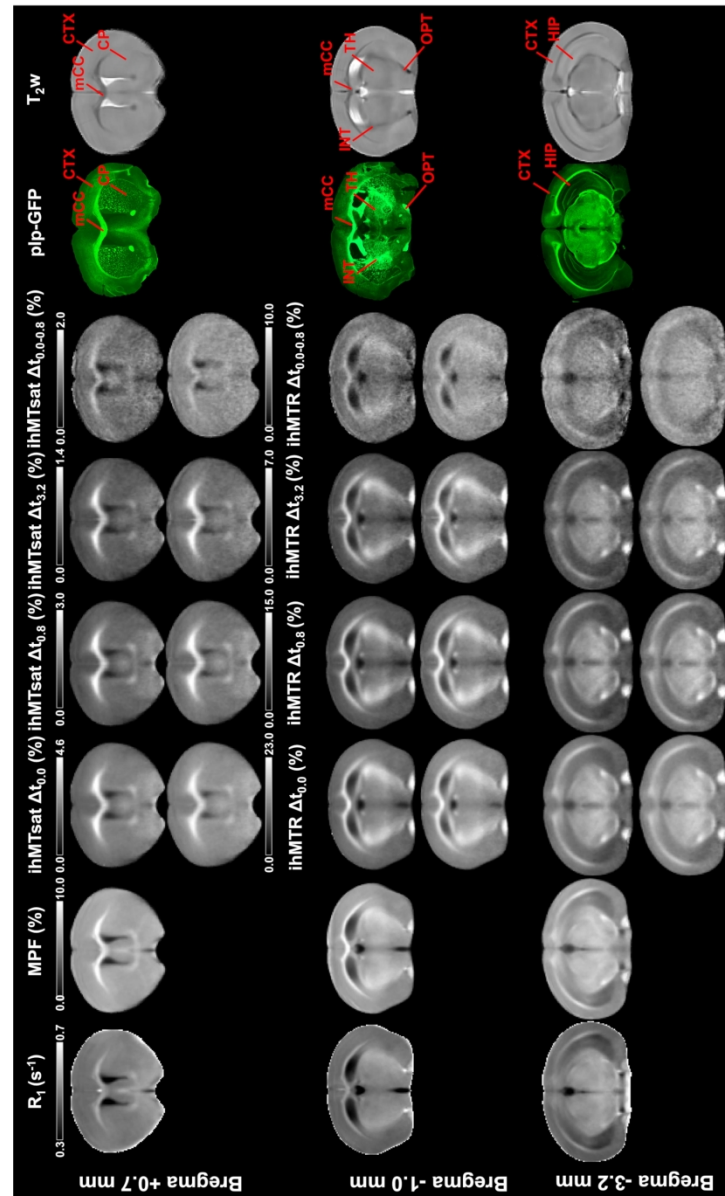 R₁ (s⁻¹) MPF (%) ihMTsat Δt₀.₀ (%) ihMTsat Δt₀.₈ (%) ihMTsat Δt₃.₂ (%) ihMTsat Δt₀.₀₋₀.₈ (%) plp-GFP T₂w
0.3 0.7 0.0 10.0 0.0 4.6 0.0 3.0 0.0 1.4 0.0 2.0
mCC CTX mCC CTX
CP CP
Bregma +0.7 mm
0.0 23.0 0.0 15.0 0.0 7.0 0.0 10.0
ihMTR Δt₀.₀ (%) ihMTR Δt₀.₈ (%) ihMTR Δt₃.₂ (%) ihMTR Δt₀.₀₋₀.₈ (%)
mCC mCC
INT TH INT TH
OPT OPT
Bregma -1.0 mm
CTX CTX
HIP HIP
Bregma -3.2 mm